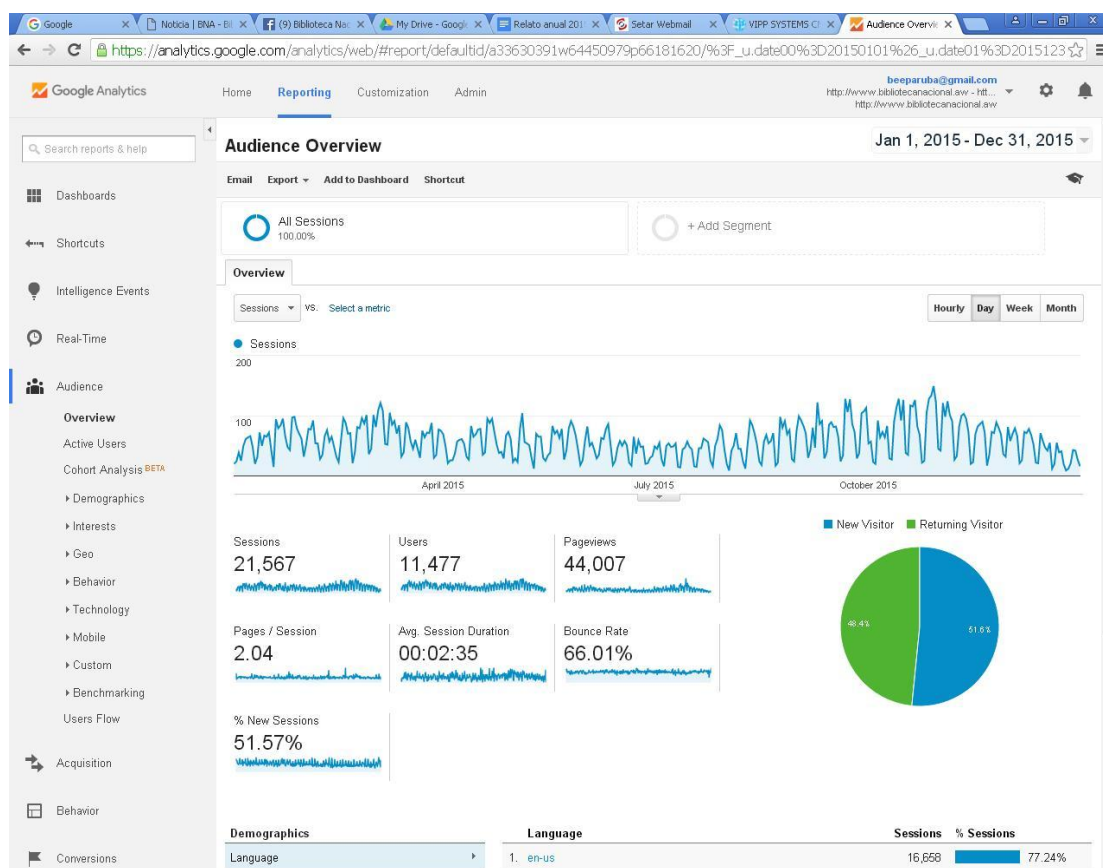 Google
Noticia | BNA - Bi
(9) Biblioteca Nac
My Drive - Google
Relato anual 201
Setar Webmail
VIPP SYSTEMS
Audience Overvie
https://analytics.google.com/analytics/web/#report/defaultid/a33630391w64450979p66181620/%3F_u.date00%3D20150101%26_u.date01%3D2015123
Google Analytics
Home Reporting Customization Admin
beeparuba@gmail.com
http://www.bibliotecanacional.aw - htt...
http://www.bibliotecanacional.aw
Search reports & help
Dashboards
Shortcuts
Intelligence Events
Real-Time
Audience
Overview
Active Users
Cohort Analysis BETA
Demographics
Interests
Geo
Behavior
Technology
Mobile
Custom
Benchmarking
Users Flow
Acquisition
Behavior
Conversions
Audience Overview
Jan 1, 2015 - Dec 31, 2015
Email Export Add to Dashboard Shortcut
All Sessions
100.00%
+ Add Segment
Overview
Sessions VS. Select a metric
Hourly Day Week Month
Sessions
200
100
April 2015 July 2015 October 2015
New Visitor Returning Visitor
48.4% 51.6%
Sessions
21,567
Users
11,477
Pageviews
44,007
Pages / Session
2.04
Avg. Session Duration
00:02:35
Bounce Rate
66.01%
% New Sessions
51.57%
Demographics
Language
Language Sessions % Sessions
1. en-us 16,658 77.24%